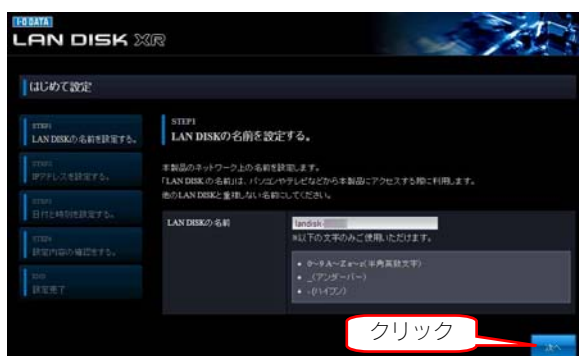 I-O DATA
LAN DISK XR
はじめて設定
STEP1
LAN DISKの名前を設定する。
STEP2
IPアドレスを設定する。
STEP3
日付と時刻を設定する。
STEP4
設定内容の確認をする。
END
設定完了
STEP1
LAN DISKの名前を設定する。
本製品のネットワーク上の名前を設定します。
「LAN DISK の名前」は、パソコンやテレビなどから本製品にアクセスする際に利用します。
他のLAN DISKと重複しない名前にしてください。
LAN DISKの名前
landisk-
※以下の文字のみご使用いただけます。
• 0~9 A~Z a~z(半角英数文字)
• _(アンダーバー)
• -(ハイフン)
クリック
次へ